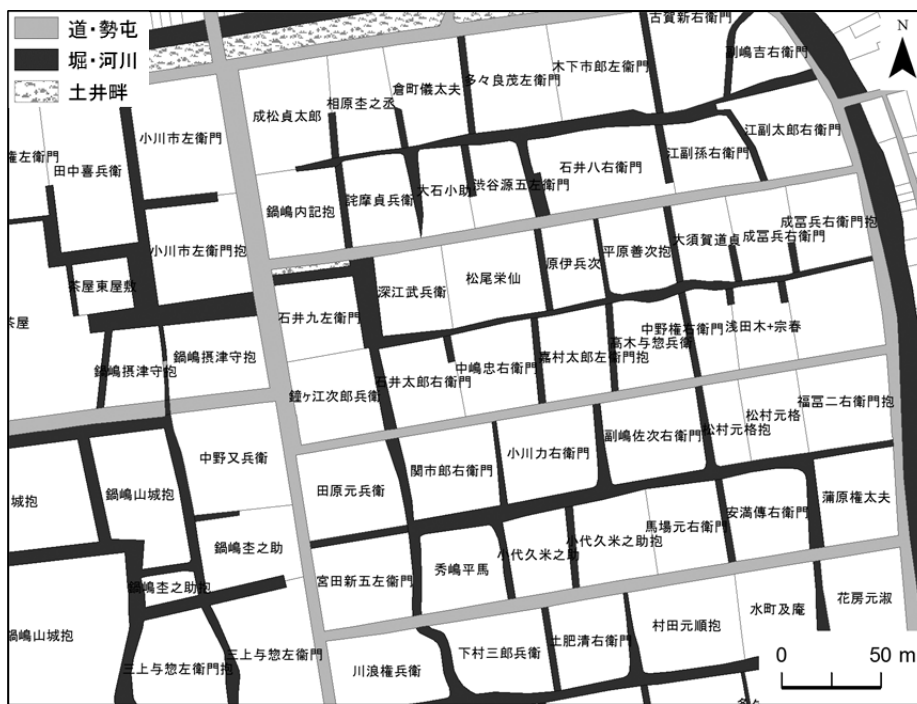 道・勢屯
堀・河川
土井畔
古賀新右衛門
副嶋吉右衛門
木下市郎左衞門
多々良茂左衛門
倉町儀太夫
相原杢之丞
成松貞太郎
小川市左衛門
田中喜兵衛
権左衛門
江副太郎右衛門
江副孫右衛門
石井八右衛門
渋谷源五左衛門
大石小助
詫摩貞兵衛
鍋嶋内記抱
小川市左衛門抱
茶屋東屋敷
茶屋
成冨兵右衛門抱
成冨兵右衛門
大須賀道貞
平原善次抱
原伊兵次
松尾栄仙
深江武兵衛
石井九左衛門
鍋嶋摂津守抱
鍋嶋摂津守抱
浅田木+宗春
中野権右衛門
高木与惣兵衛
嘉村太郎左衛門抱
中嶋忠右衛門
石井太郎右衛門
鐘ヶ江次郎兵衛
福冨二右衛門抱
松村元格
松村元格抱
副嶋佐次右衛門
小川力右衛門
関市郎右衛門
田原元兵衛
中野又兵衛
鍋嶋山城抱
城抱
蒲原権太夫
安満傳右衛門
馬場元右衛門
小代久米之助抱
小代久米之助
秀嶋平馬
宮田新五左衞門
鍋嶋杢之助
鍋嶋杢之助抱
鍋嶋山城抱
花房元淑
水町及庵
村田元順抱
土肥清右衛門
下村三郎兵衛
川浪権兵衛
三上与惣左衛門
三上与惣左衛門抱
0 50 m